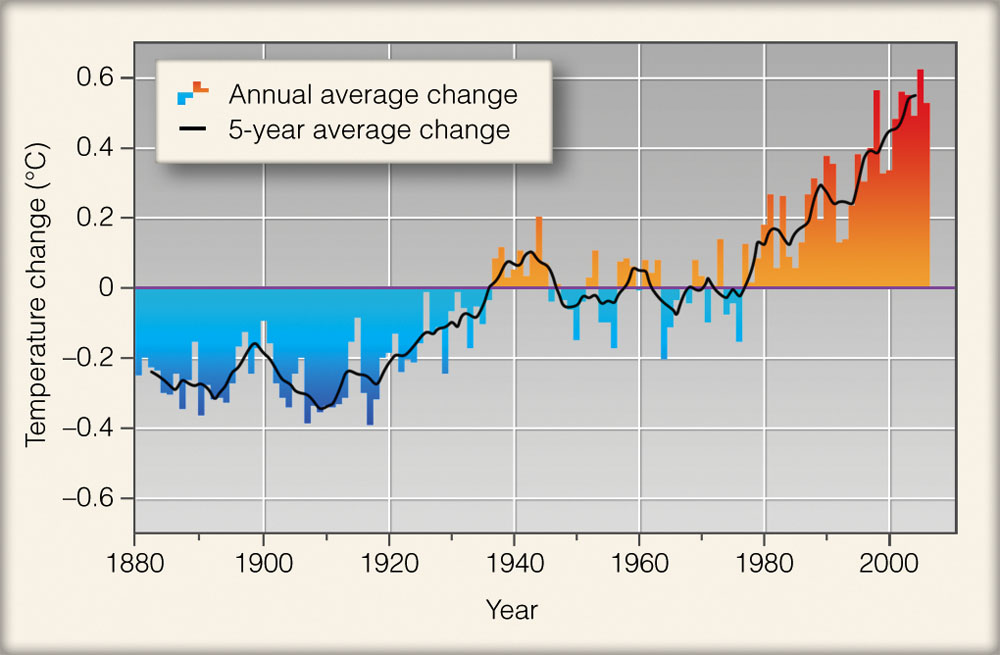 Annual average change
5-year average change
Temperature change (°C)
0.6
0.4
0.2
0
–0.2
–0.4
–0.6
1880 1900 1920 1940 1960 1980 2000
Year